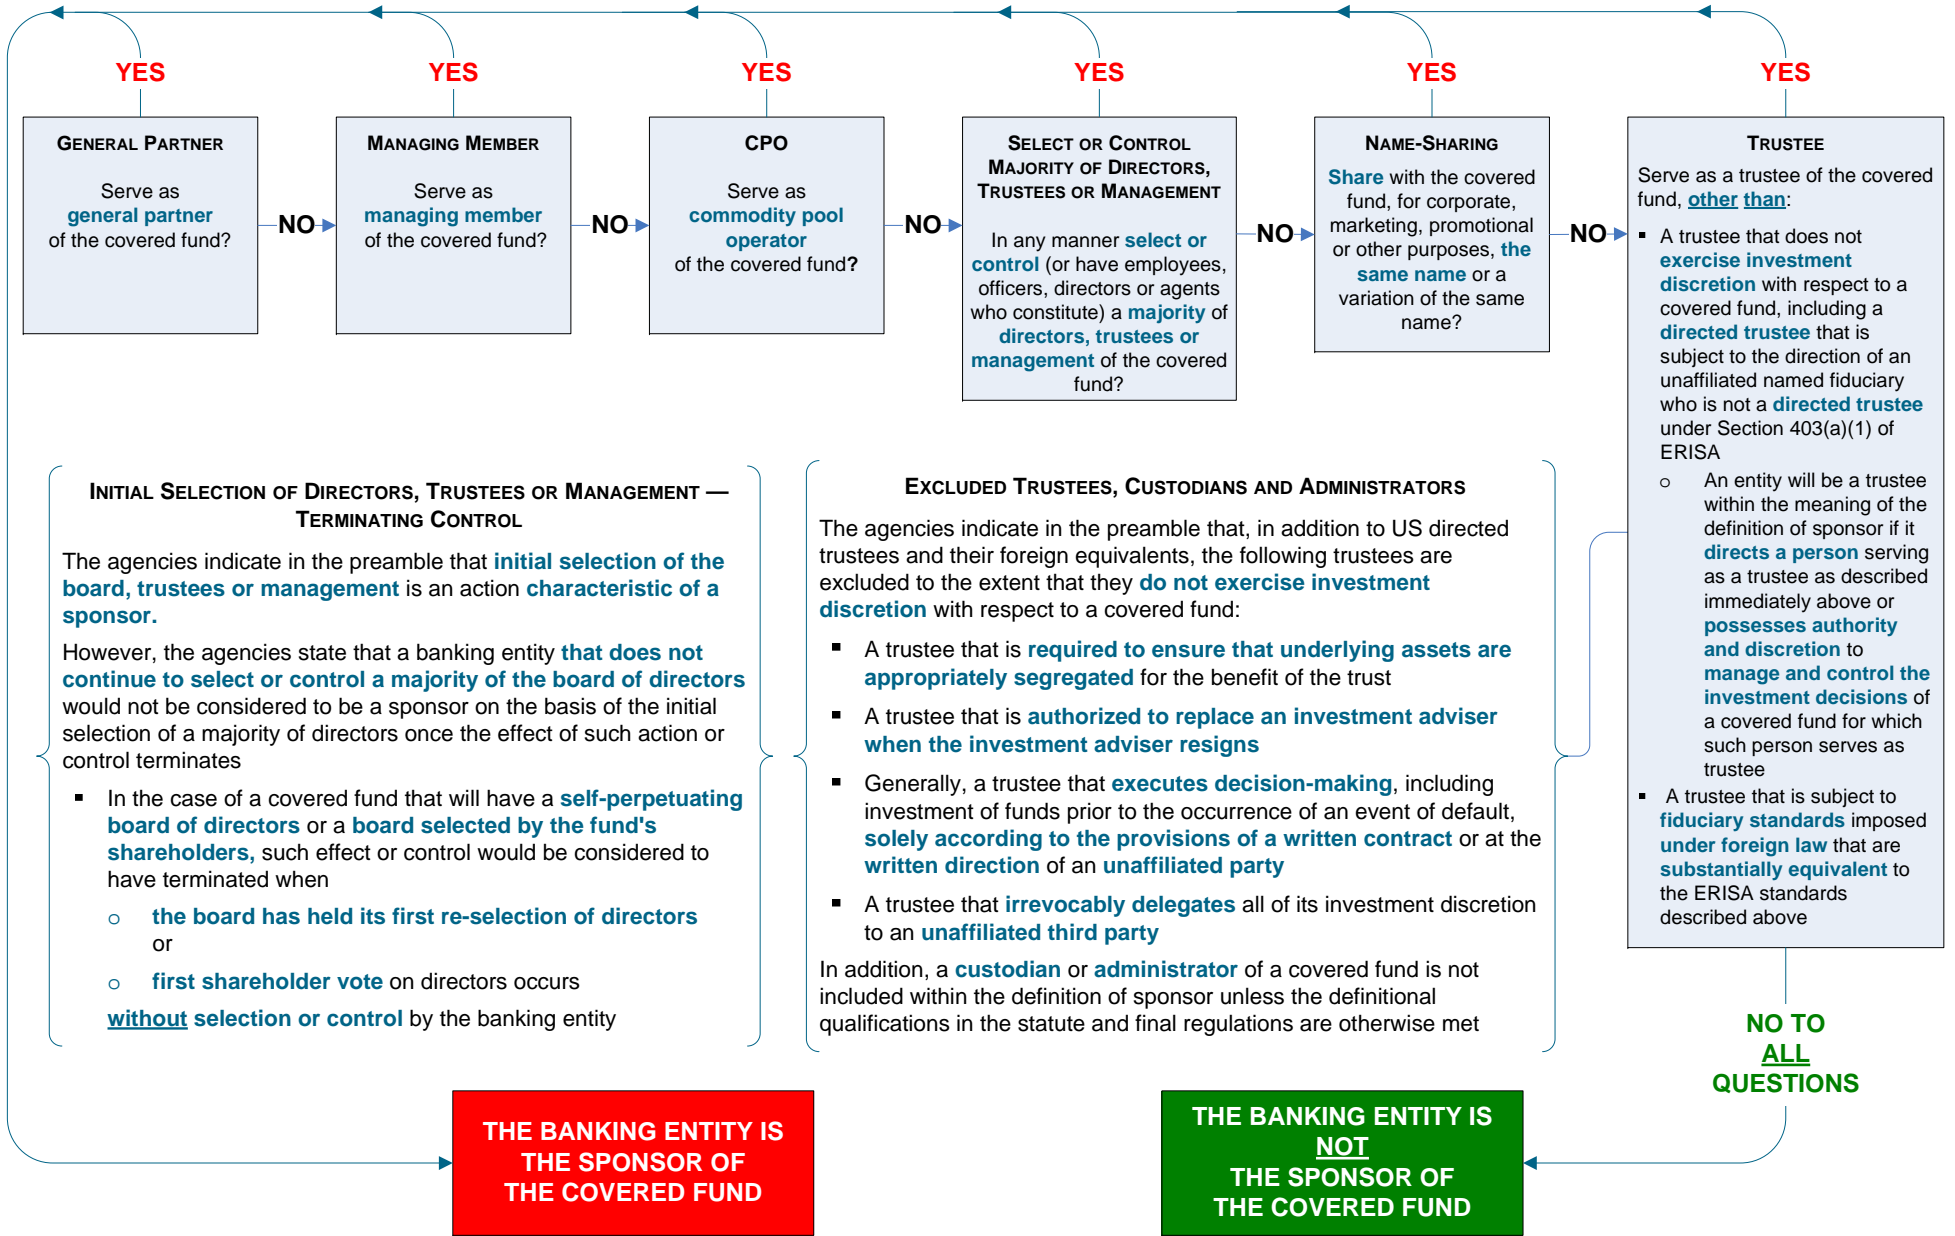 YES
YES
YES
YES
YES
YES
GENERAL PARTNER
Serve as
general partner
of the covered fund?
NO
MANAGING MEMBER
Serve as
managing member
of the covered fund?
NO
CPO
Serve as
commodity pool
operator
of the covered fund?
NO
SELECT OR CONTROL
MAJORITY OF DIRECTORS,
TRUSTEES OR MANAGEMENT
In any manner select or
control (or have employees,
officers, directors or agents
who constitute) a majority of
directors, trustees or
management of the covered
fund?
NO
NAME-SHARING
Share with the covered
fund, for corporate,
marketing, promotional
or other purposes, the
same name or a
variation of the same
name?
NO
TRUSTEE
Serve as a trustee of the covered
fund, other than:
▪ A trustee that does not
exercise investment
discretion with respect to a
covered fund, including a
directed trustee that is
subject to the direction of an
unaffiliated named fiduciary
who is not a directed trustee
under Section 403(a)(1) of
ERISA
o An entity will be a trustee
within the meaning of the
definition of sponsor if it
directs a person serving
as a trustee as described
immediately above or
possesses authority
and discretion to
manage and control the
investment decisions of
a covered fund for which
such person serves as
trustee
▪ A trustee that is subject to
fiduciary standards imposed
under foreign law that are
substantially equivalent to
the ERISA standards
described above
INITIAL SELECTION OF DIRECTORS, TRUSTEES OR MANAGEMENT —
TERMINATING CONTROL
The agencies indicate in the preamble that initial selection of the
board, trustees or management is an action characteristic of a
sponsor.
However, the agencies state that a banking entity that does not
continue to select or control a majority of the board of directors
would not be considered to be a sponsor on the basis of the initial
selection of a majority of directors once the effect of such action or
control terminates
▪ In the case of a covered fund that will have a self-perpetuating
board of directors or a board selected by the fund's
shareholders, such effect or control would be considered to
have terminated when
o the board has held its first re-selection of directors
or
o first shareholder vote on directors occurs
without selection or control by the banking entity
EXCLUDED TRUSTEES, CUSTODIANS AND ADMINISTRATORS
The agencies indicate in the preamble that, in addition to US directed
trustees and their foreign equivalents, the following trustees are
excluded to the extent that they do not exercise investment
discretion with respect to a covered fund:
▪ A trustee that is required to ensure that underlying assets are
appropriately segregated for the benefit of the trust
▪ A trustee that is authorized to replace an investment adviser
when the investment adviser resigns
▪ Generally, a trustee that executes decision-making, including
investment of funds prior to the occurrence of an event of default,
solely according to the provisions of a written contract or at the
written direction of an unaffiliated party
▪ A trustee that irrevocably delegates all of its investment discretion
to an unaffiliated third party
In addition, a custodian or administrator of a covered fund is not
included within the definition of sponsor unless the definitional
qualifications in the statute and final regulations are otherwise met
NO TO
ALL
QUESTIONS
THE BANKING ENTITY IS
THE SPONSOR OF
THE COVERED FUND
THE BANKING ENTITY IS
NOT
THE SPONSOR OF
THE COVERED FUND